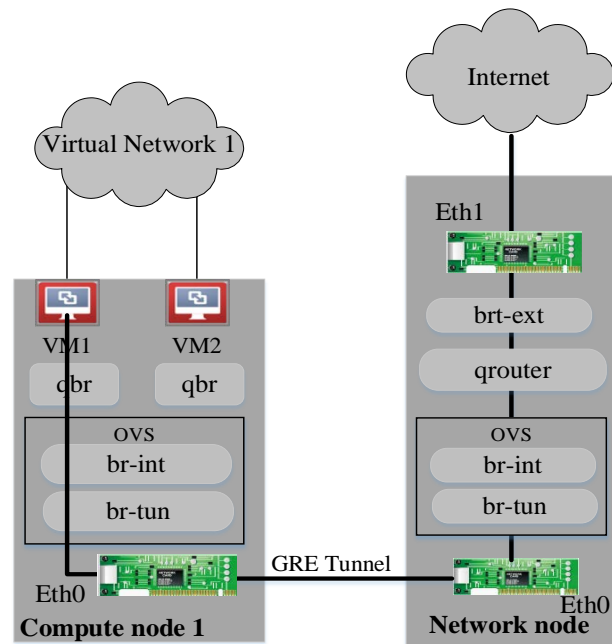 Internet
Virtual Network 1
Eth1
VM1
VM2
brt-ext
qbr
qbr
qrouter
OVS
br-int
br-tun
OVS
br-int
br-tun
GRE Tunnel
Eth0
Eth0
Compute node 1
Network node